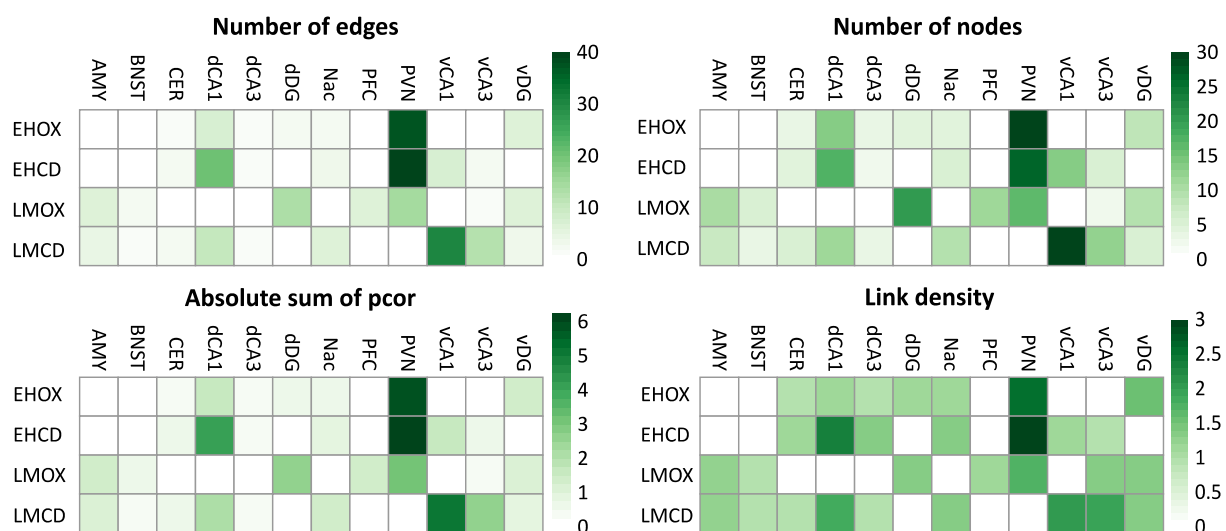 Number of edges
AMY BNST CER dCA1 dCA3 dDG Nac PFC PVN vCA1 vCA3 vDG
40
30
20
10
0
EHOX
EHCD
LMOX
LMCD
Number of nodes
AMY BNST CER dCA1 dCA3 dDG Nac PFC PVN vCA1 vCA3 vDG
30
25
20
15
10
5
0
EHOX
EHCD
LMOX
LMCD
Absolute sum of pcor
AMY BNST CER dCA1 dCA3 dDG Nac PFC PVN vCA1 vCA3 vDG
6
5
4
3
2
1
0
EHOX
EHCD
LMOX
LMCD
Link density
AMY BNST CER dCA1 dCA3 dDG Nac PFC PVN vCA1 vCA3 vDG
3
2.5
2
1.5
1
0.5
0
EHOX
EHCD
LMOX
LMCD